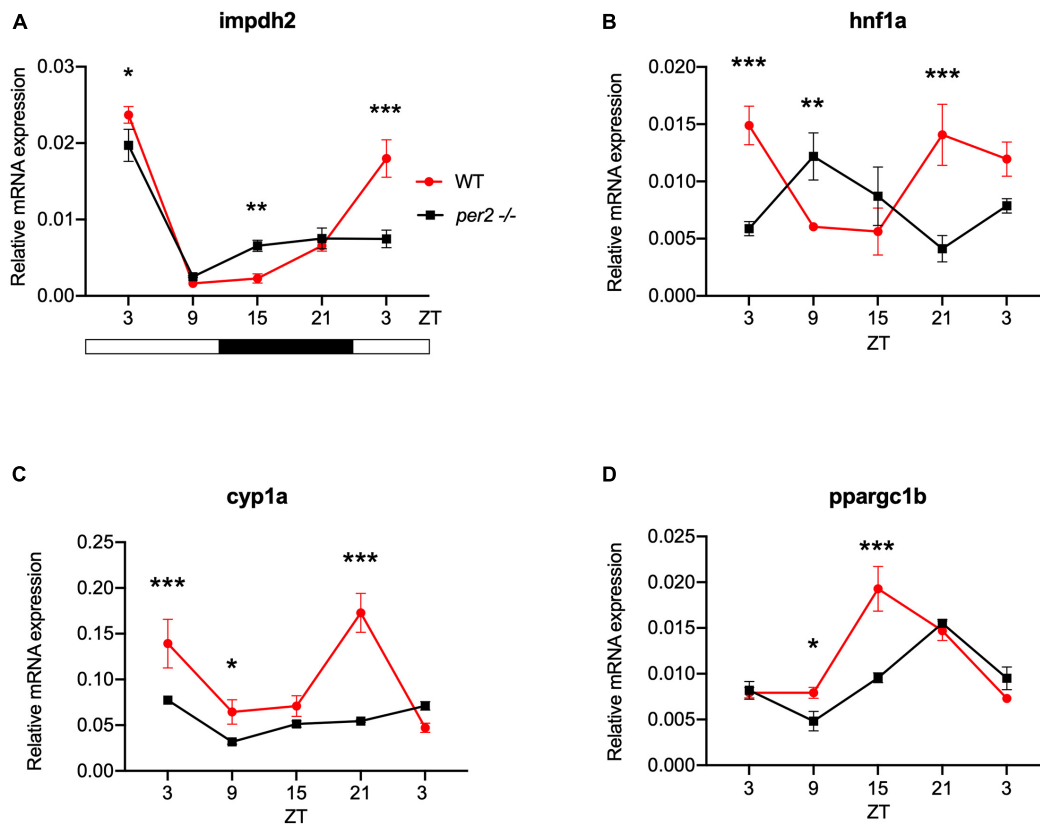 A
impdh2
Relative mRNA expression
0.03
0.02
0.01
0.00
*
**
***
3 9 15 21 3 ZT
WT
per2 -/-
B
hnf1a
Relative mRNA expression
0.020
0.015
0.010
0.005
0.000
***
**
***
3 9 15 21 3
ZT
C
cyp1a
Relative mRNA expression
0.25
0.20
0.15
0.10
0.05
0.00
***
*
***
3 9 15 21 3
ZT
D
ppargc1b
Relative mRNA expression
0.025
0.020
0.015
0.010
0.005
0.000
*
***
3 9 15 21 3
ZT